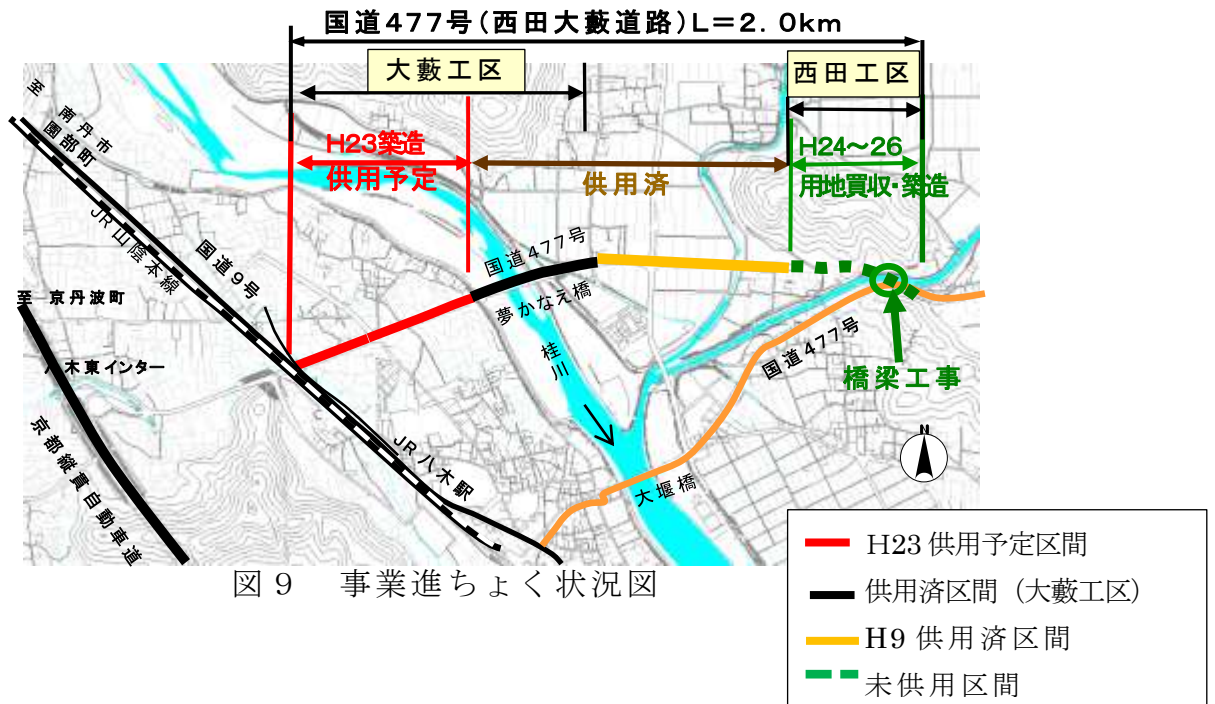 国道477号(西田大藪道路)L=2.0km
大藪工区
西田工区
H23築造
供用予定
供用済
H24～26
用地買収・築造
至 南丹市
園部町
JR山陰本線
国道9号
国道477号
夢かなえ橋
至 京丹波町
八木東インター
桂川
国道477号
橋梁工事
京都縦貫自動車道
JR八木駅
大堰橋
N
図9 事業進ちょく状況図
H23供用予定区間
供用済区間(大藪工区)
H9供用済区間
未供用区間